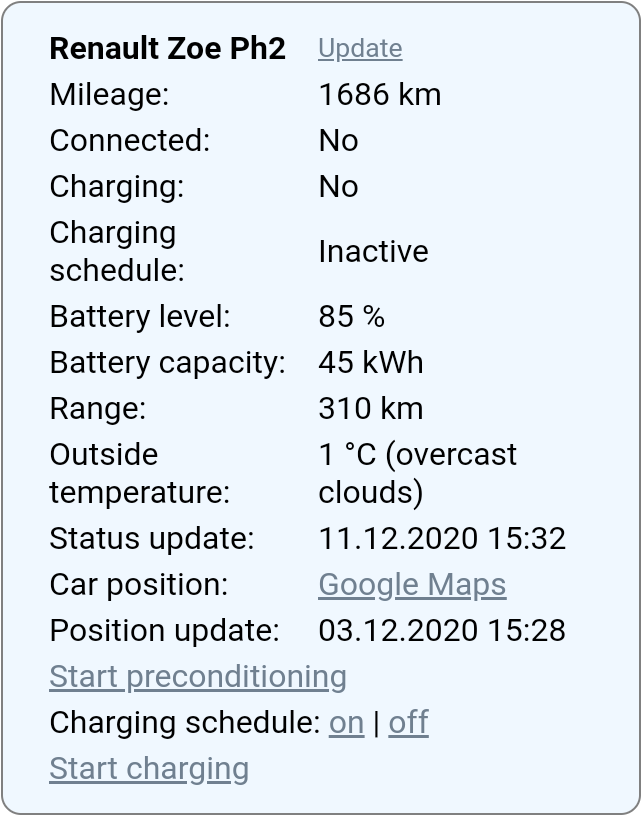 Renault Zoe Ph2 Update
Mileage: 1686 km
Connected: No
Charging: No
Charging
schedule: Inactive
Battery level: 85 %
Battery capacity: 45 kWh
Range: 310 km
Outside 1 °C (overcast
temperature: clouds)
Status update: 11.12.2020 15:32
Car position: Google Maps
Position update: 03.12.2020 15:28
Start preconditioning
Charging schedule: on | off
Start charging